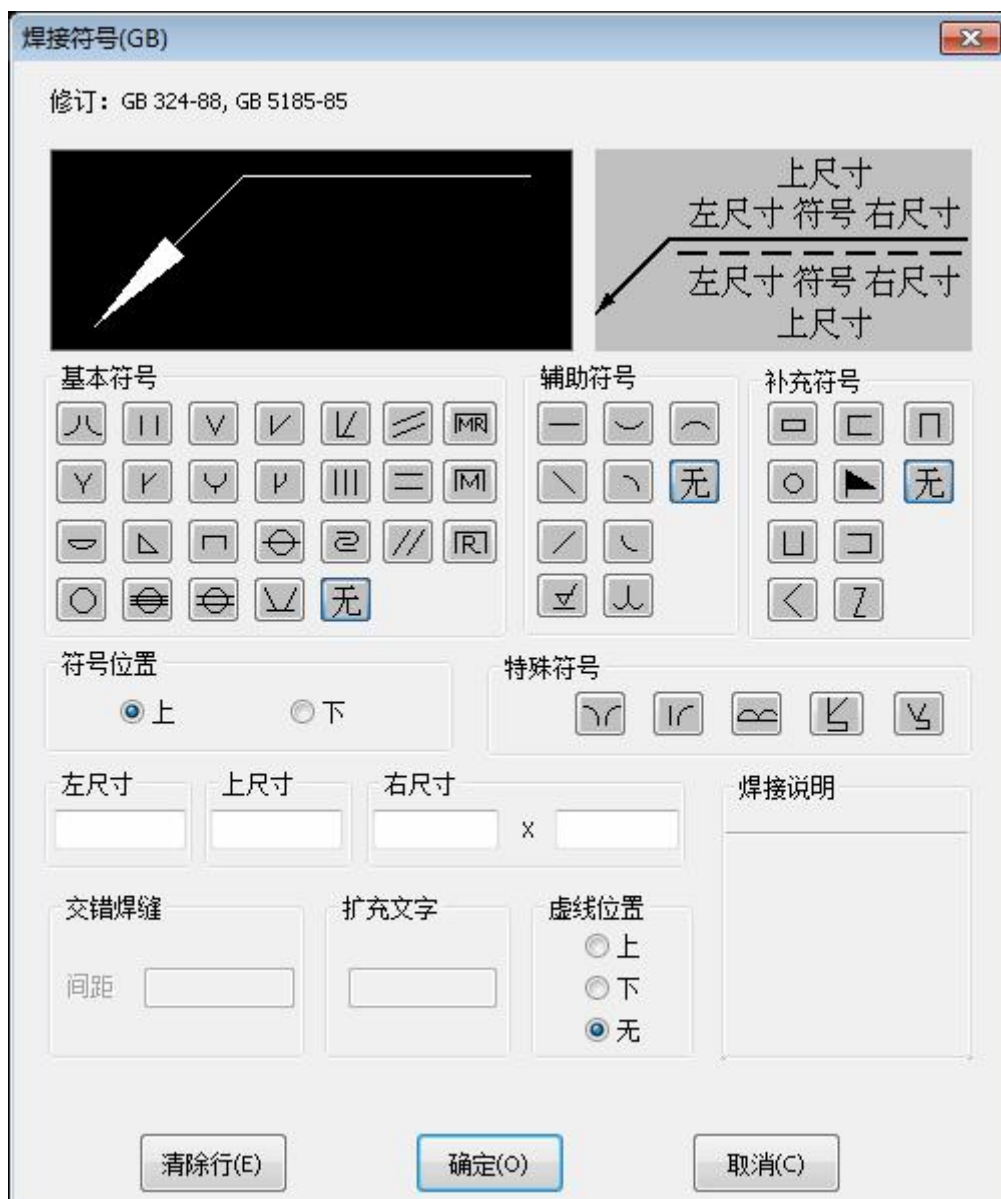 焊接符号(GB)
修订：GB 324-88, GB 5185-85
上尺寸
左尺寸 符号 右尺寸
左尺寸 符号 右尺寸
上尺寸
基本符号
辅助符号
补充符号
MR
M
无
无
R
无
符号位置
上
下
特殊符号
左尺寸
上尺寸
右尺寸
X
焊接说明
交错焊缝
间距
扩充文字
虚线位置
上
下
无
清除行(E)
确定(O)
取消(C)